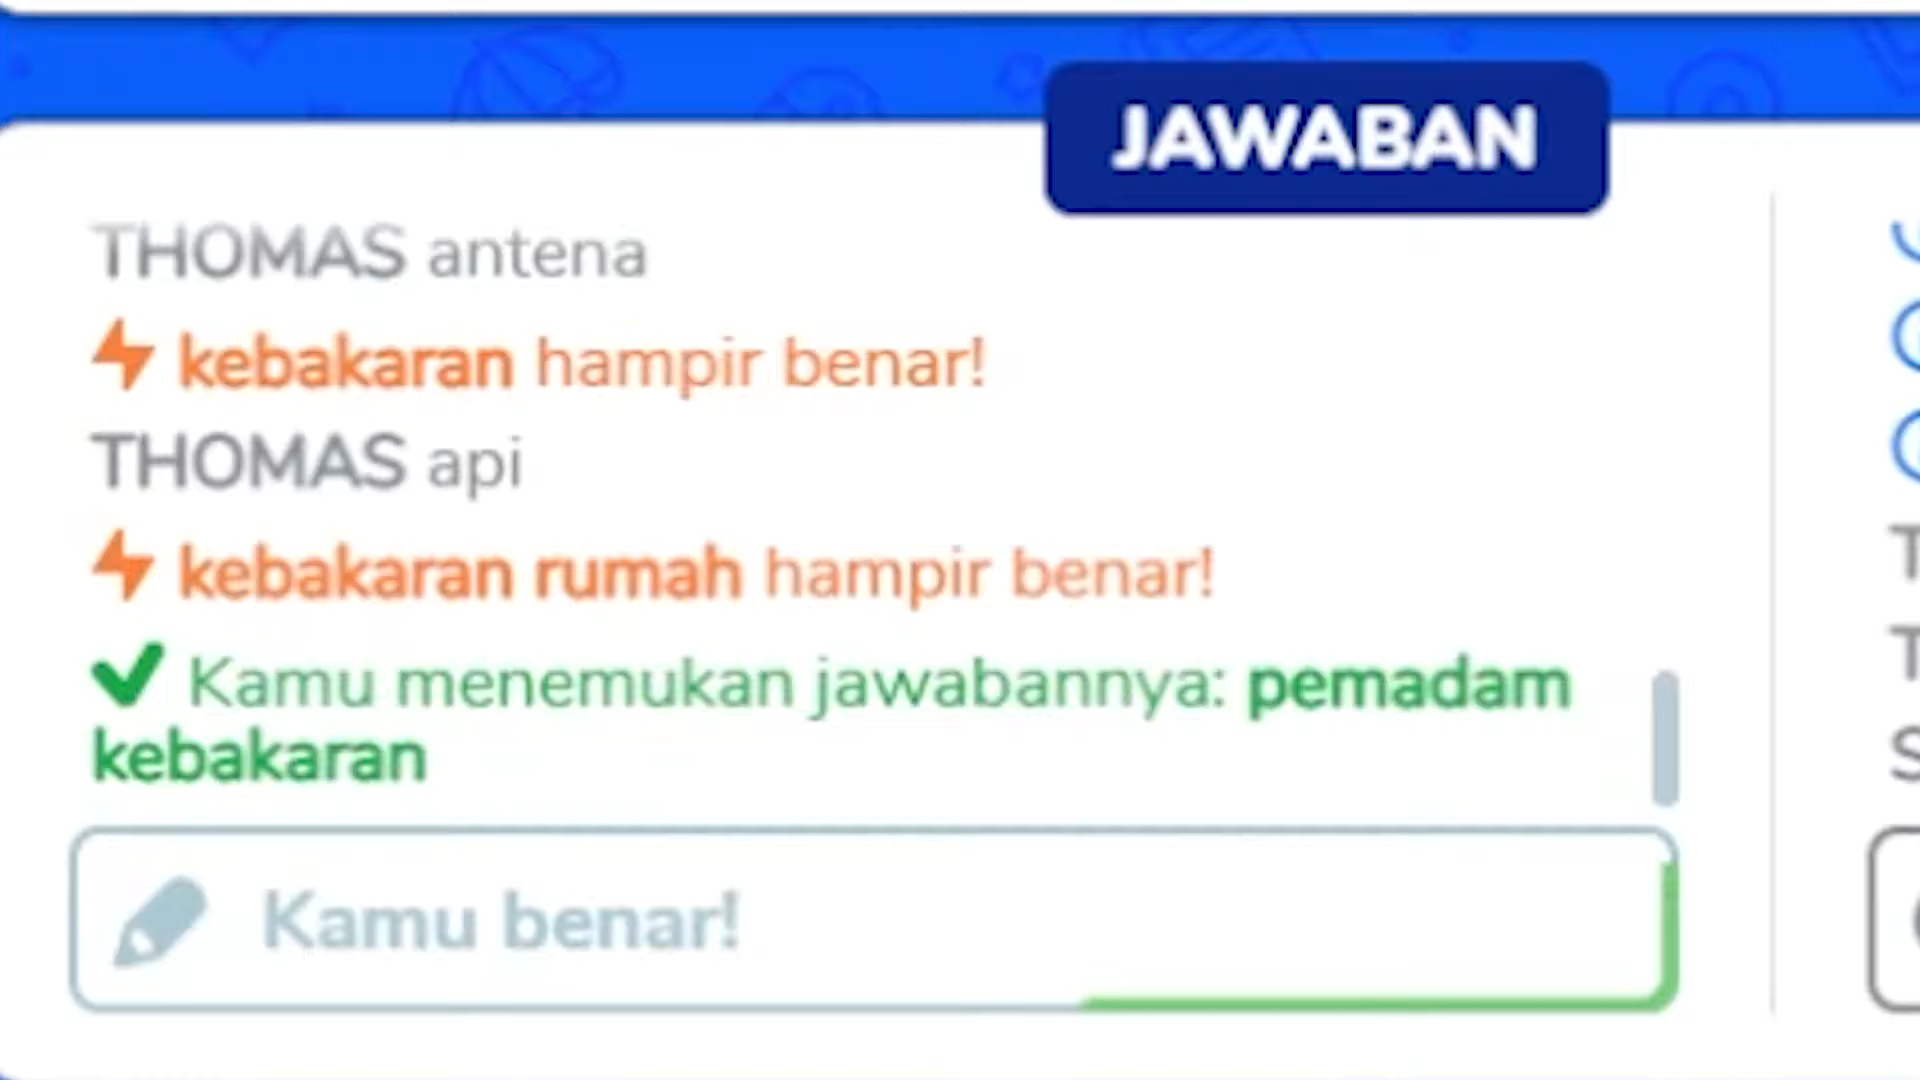 JAWABAN
THOMAS antena
kebakaran hampir benar!
THOMAS api
kebakaran rumah hampir benar!
Kamu menemukan jawabannya: pemadam
kebakaran
Kamu benar!